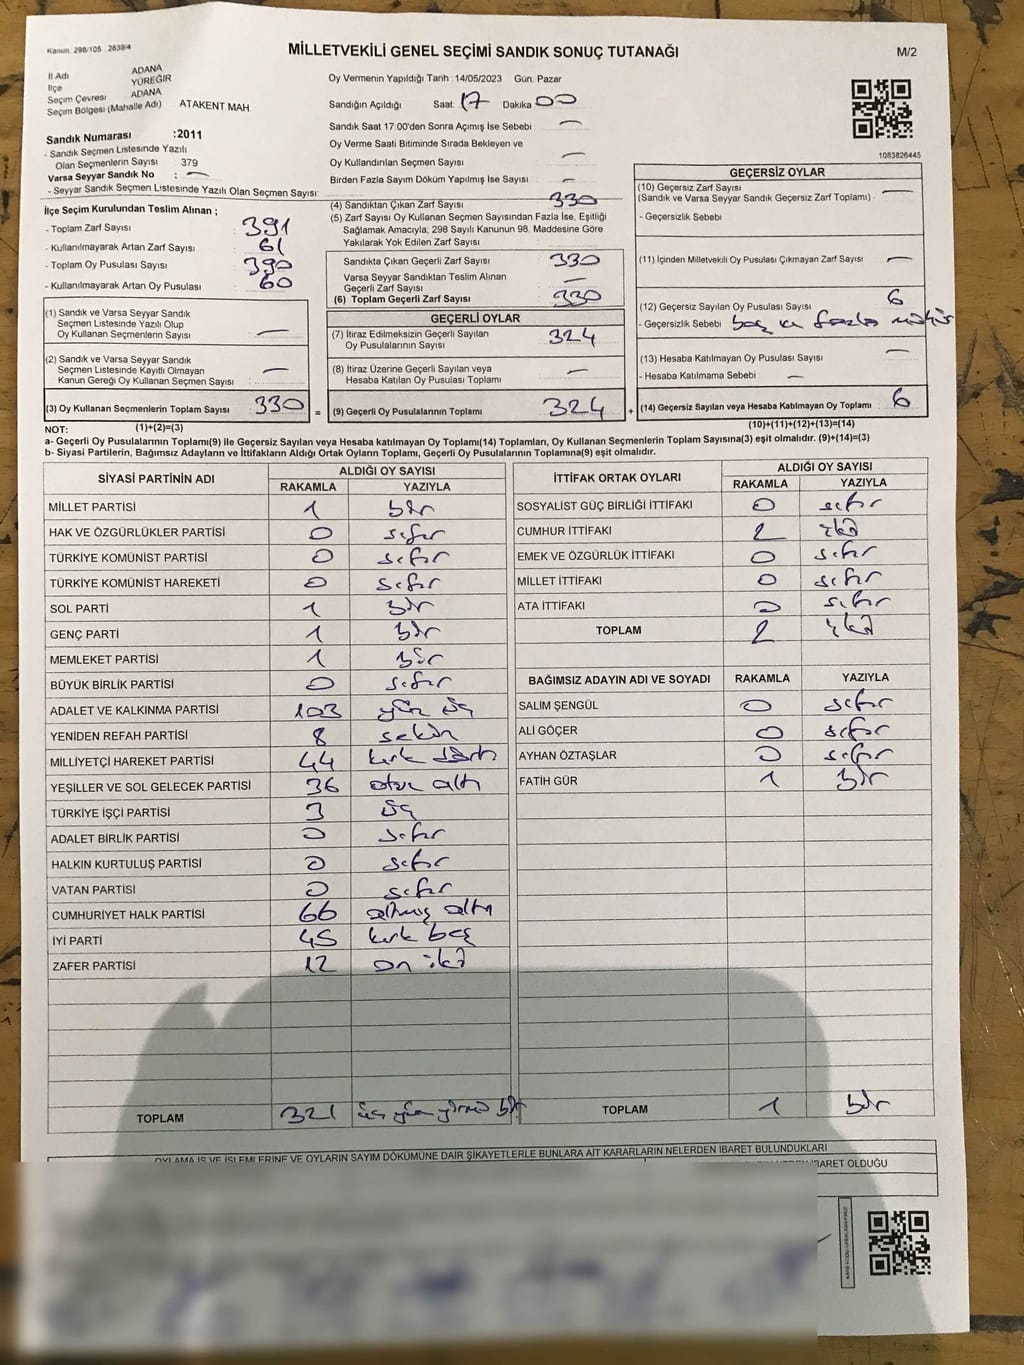 Kanun: 298/105 . 2839/4
MİLLETVEKİLİ GENEL SEÇİMİ SANDIK SONUÇ TUTANAĞI
M/2
İl Adı ADANA
İlçe YÜREĞİR
Seçim Çevresi ADANA
Seçim Bölgesi (Mahalle Adı) ATAKENT MAH.
Sandık Numarası :2011
- Sandık Seçmen Listesinde Yazılı
Olan Seçmenlerin Sayısı 379
Varsa Seyyar Sandık No : —
- Seyyar Sandık Seçmen Listesinde Yazılı Olan Seçmen Sayısı:
Oy Vermenin Yapıldığı Tarih :14/05/2023 Gün: Pazar
Sandığın Açıldığı Saat: 17 Dakika 00
Sandık Saat 17:00'den Sonra Açımış İse Sebebi : —
Oy Verme Saati Bitiminde Sırada Bekleyen ve
Oy Kullandırılan Seçmen Sayısı : —
Birden Fazla Sayım Döküm Yapılmış İse Sayısı : —
1083826445
İlçe Seçim Kurulundan Teslim Alınan ;
- Toplam Zarf Sayısı : 391
- Kullanılmayarak Artan Zarf Sayısı : 61
- Toplam Oy Pusulası Sayısı : 390
- Kullanılmayarak Artan Oy Pusulası : 60
(1) Sandık ve Varsa Seyyar Sandık
Seçmen Listesinde Yazılı Olup
Oy Kullanan Seçmenlerin Sayısı : —
(2) Sandık ve Varsa Seyyar Sandık
Seçmen Listesinde Kayıtlı Olmayan
Kanun Gereği Oy Kullanan Seçmen Sayısı : —
(3) Oy Kullanan Seçmenlerin Toplam Sayısı : 330 =
(1)+(2)=(3)
(4) Sandıktan Çıkan Zarf Sayısı : 330
(5) Zarf Sayısı Oy Kullanan Seçmen Sayısından Fazla İse, Eşitliği
Sağlamak Amacıyla; 298 Sayılı Kanunun 98. Maddesine Göre
Yakılarak Yok Edilen Zarf Sayısı :
Sandıkta Çıkan Geçerli Zarf Sayısı : 330
Varsa Seyyar Sandıktan Teslim Alınan
Geçerli Zarf Sayısı : —
(6) Toplam Geçerli Zarf Sayısı : 330
GEÇERLİ OYLAR
(7) İtiraz Edilmeksizin Geçerli Sayılan
Oy Pusulalarının Sayısı : 324
(8) İtiraz Üzerine Geçerli Sayılan veya
Hesaba Katılan Oy Pusulası Toplamı : —
(9) Geçerli Oy Pusulalarının Toplamı : 324 +
GEÇERSİZ OYLAR
(10) Geçersiz Zarf Sayısı : —
(Sandık ve Varsa Seyyar Sandık Geçersiz Zarf Toplamı)
- Geçersizlik Sebebi :
(11) İçinden Milletvekili Oy Pusulası Çıkmayan Zarf Sayısı : —
(12) Geçersiz Sayılan Oy Pusulası Sayısı : 6
- Geçersizlik Sebebi
(13) Hesaba Katılmayan Oy Pusulası Sayısı : —
- Hesaba Katılmama Sebebi : —
(14) Geçersiz Sayılan veya Hesaba Katılmayan Oy Toplamı : 6
(10)+(11)+(12)+(13)=(14)
NOT:
a- Geçerli Oy Pusulalarının Toplamı(9) ile Geçersiz Sayılan veya Hesaba katılmayan Oy Toplamı(14) Toplamları, Oy Kullanan Seçmenlerin Toplam Sayısına(3) eşit olmalıdır. (9)+(14)=(3)
b- Siyasi Partilerin, Bağımsız Adayların ve İttifakların Aldığı Ortak Oyların Toplamı, Geçerli Oy Pusulalarının Toplamına(9) eşit olmalıdır.
SİYASİ PARTİNİN ADI ALDIĞI OY SAYISI
RAKAMLA YAZIYLA
MİLLET PARTİSİ 1 bir
HAK VE ÖZGÜRLÜKLER PARTİSİ 0 sıfır
TÜRKİYE KOMÜNİST PARTİSİ 0 sıfır
TÜRKİYE KOMÜNİST HAREKETİ 0 sıfır
SOL PARTİ 1 bir
GENÇ PARTİ 1 bir
MEMLEKET PARTİSİ 1 bir
BÜYÜK BİRLİK PARTİSİ 0 sıfır
ADALET VE KALKINMA PARTİSİ 103 yüz üç
YENİDEN REFAH PARTİSİ 8 sekiz
MİLLİYETÇİ HAREKET PARTİSİ 44 kırk dört
YEŞİLLER VE SOL GELECEK PARTİSİ 36 otuz altı
TÜRKİYE İŞÇİ PARTİSİ 3 üç
ADALET BİRLİK PARTİSİ 0 sıfır
HALKIN KURTULUŞ PARTİSİ 0 sıfır
VATAN PARTİSİ 0 sıfır
CUMHURİYET HALK PARTİSİ 66 altmış altı
İYİ PARTİ 45 kırk beş
ZAFER PARTİSİ 12 on iki
TOPLAM 321 üç yüz yirmi bir
İTTİFAK ORTAK OYLARI ALDIĞI OY SAYISI
RAKAMLA YAZIYLA
SOSYALİST GÜÇ BİRLİĞİ İTTİFAKI 0 sıfır
CUMHUR İTTİFAKI 2 iki
EMEK VE ÖZGÜRLÜK İTTİFAKI 0 sıfır
MİLLET İTTİFAKI 0 sıfır
ATA İTTİFAKI 0 sıfır
TOPLAM 2 iki
BAĞIMSIZ ADAYIN ADI VE SOYADI RAKAMLA YAZIYLA
SALİM ŞENGÜL 0 sıfır
ALİ GÖÇER 0 sıfır
AYHAN ÖZTAŞLAR 0 sıfır
FATİH GÜR 1 bir
TOPLAM 1 bir
OYLAMA İŞ VE İŞLEMLERİNE VE OYLARIN SAYIM DÖKÜMÜNE DAİR ŞİKAYETLERLE BUNLARA AİT KARARLARIN NELERDEN İBARET BULUNDUKLARI
İBARET OLDUĞU